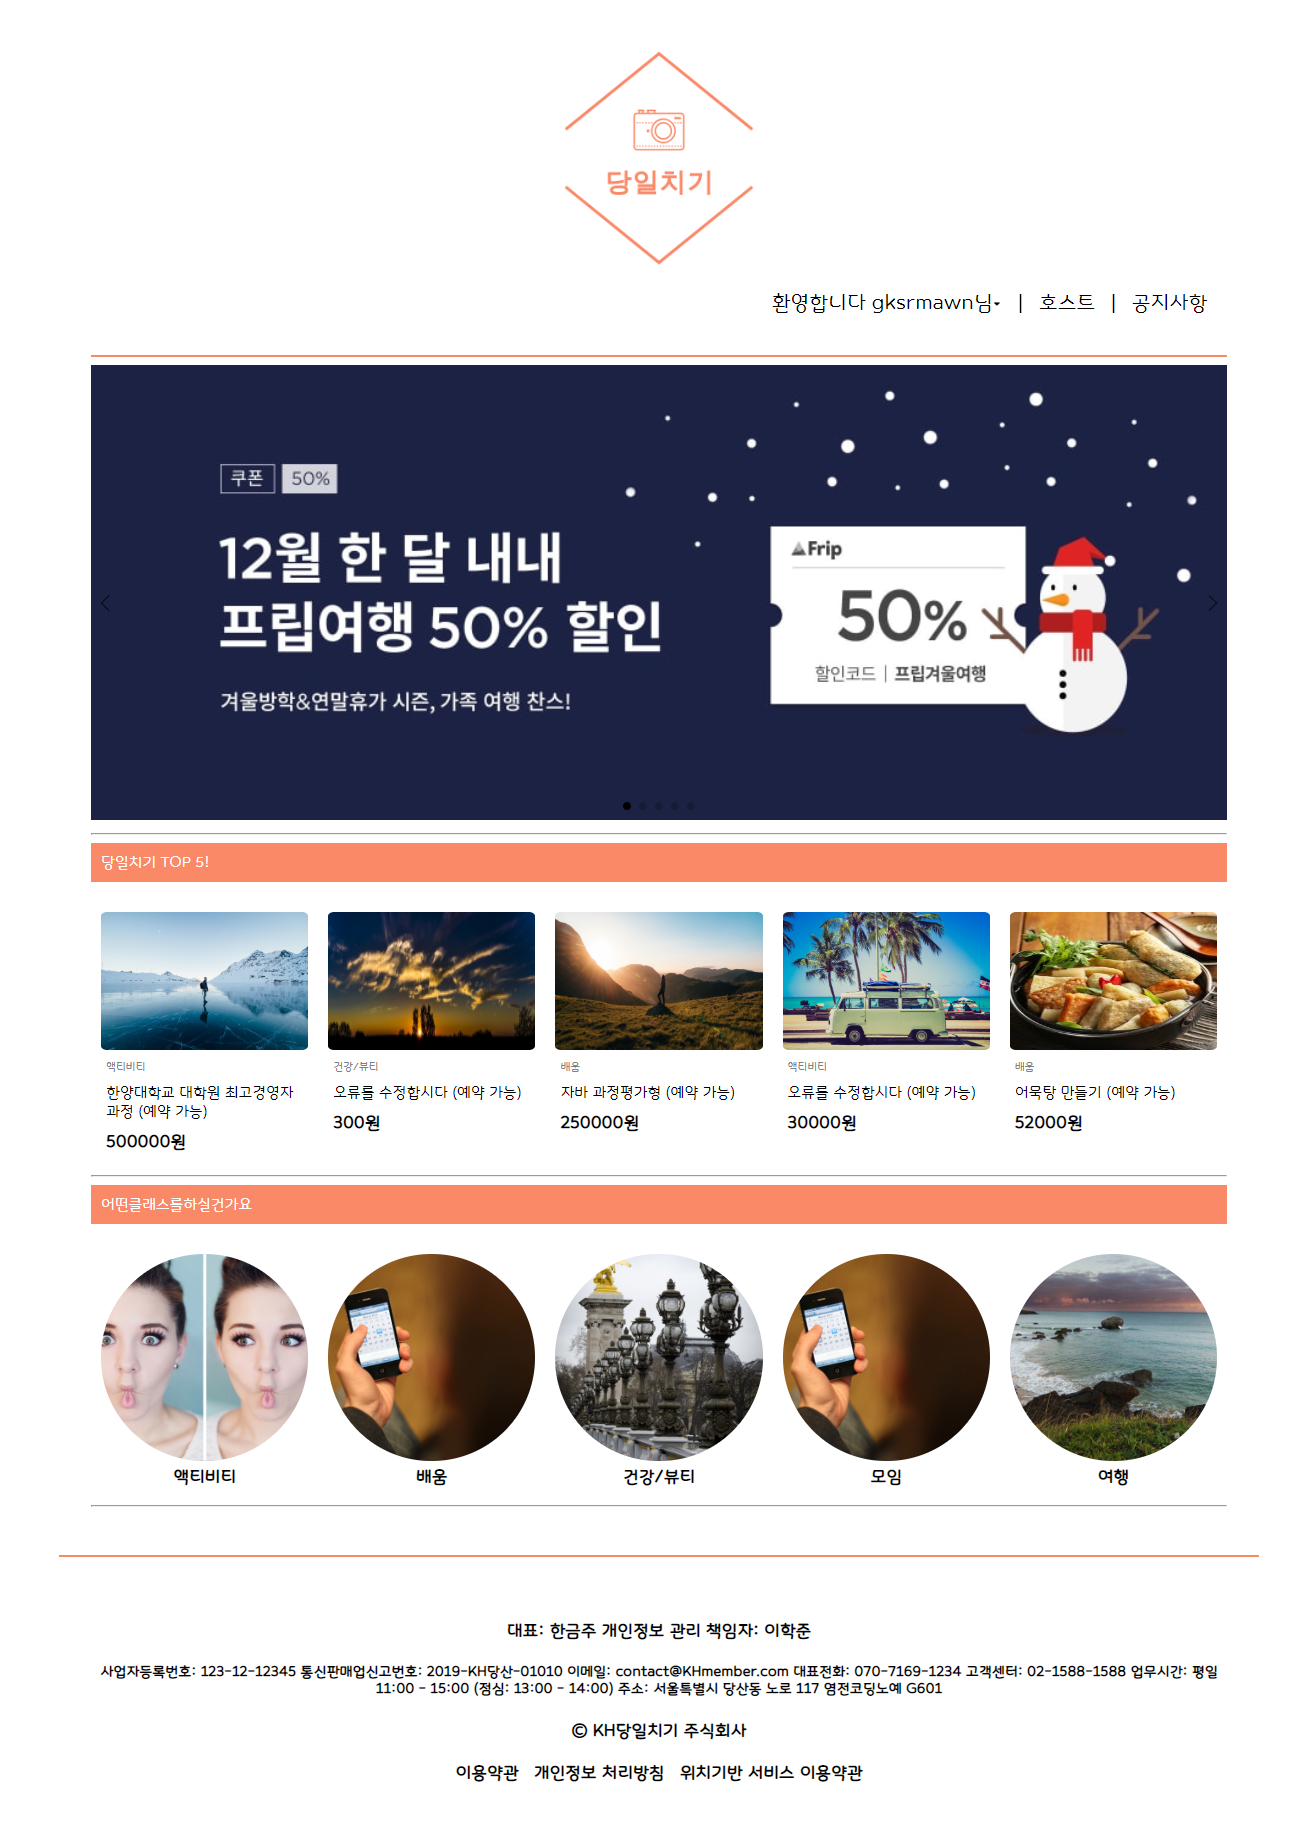 당일치기
환영합니다 gksrmawn님 | 호스트 | 공지사항
쿠폰 50%
12월 한 달 내내
프립여행 50% 할인
겨울방학&연말휴가 시즌, 가족 여행 찬스!
Frip
50%
할인코드 | 프립겨울여행
당일치기 TOP 5!
액티비티
한양대학교 대학원 최고경영자
과정 (예약 가능)
500000원
건강/뷰티
오류를 수정합시다 (예약 가능)
300원
배움
자바 과정평가형 (예약 가능)
250000원
액티비티
오류를 수정합시다 (예약 가능)
30000원
배움
어묵탕 만들기 (예약 가능)
52000원
어떤클래스를하실건가요
액티비티
배움
건강/뷰티
모임
여행
대표: 한금주 개인정보 관리 책임자: 이학준
사업자등록번호: 123-12-12345 통신판매업신고번호: 2019-KH당산-01010 이메일: contact@KHmember.com 대표전화: 070-7169-1234 고객센터: 02-1588-1588 업무시간: 평일
11:00 - 15:00 (점심: 13:00 - 14:00) 주소: 서울특별시 당산동 노로 117 염전코딩노예 G601
© KH당일치기 주식회사
이용약관 개인정보 처리방침 위치기반 서비스 이용약관